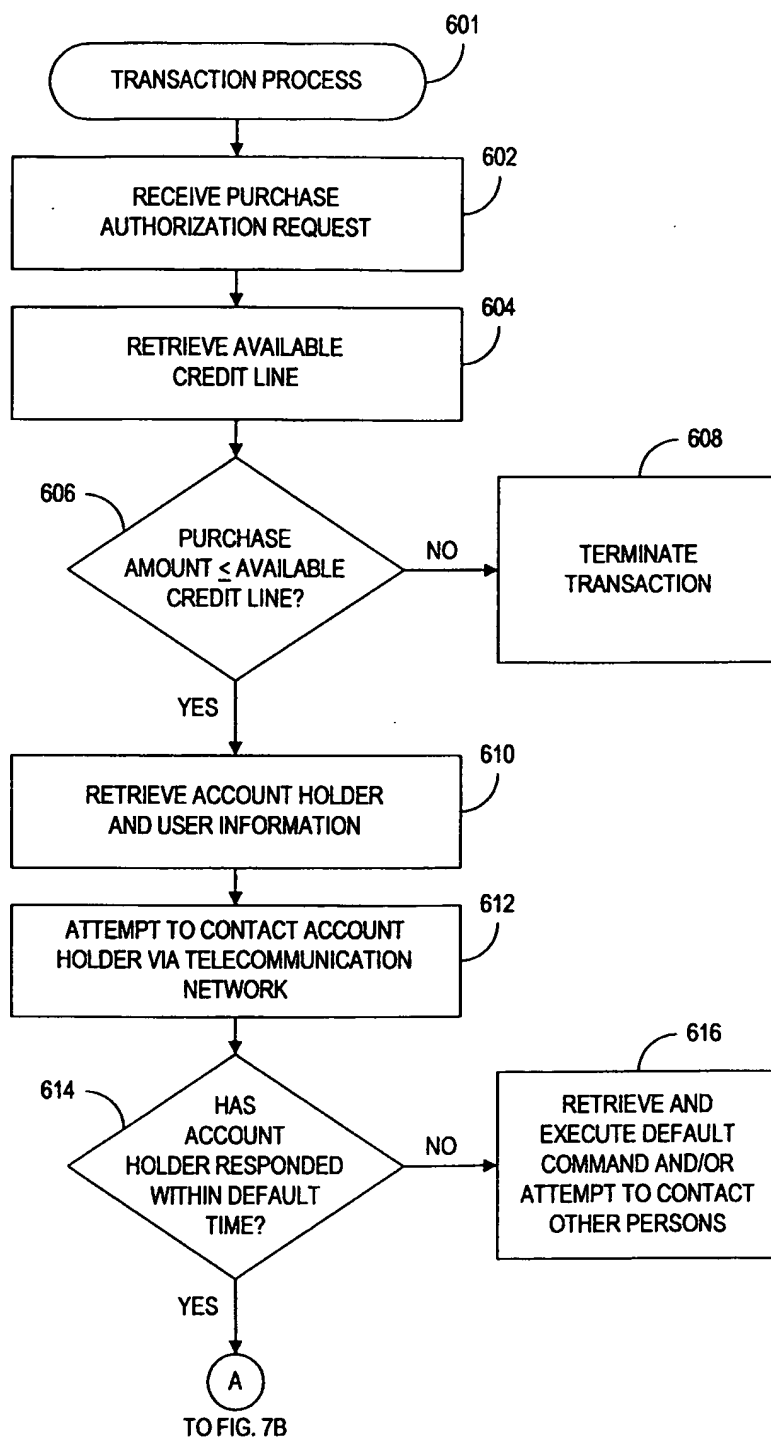 601
TRANSACTION PROCESS
602
RECEIVE PURCHASE
AUTHORIZATION REQUEST
604
RETRIEVE AVAILABLE
CREDIT LINE
606
PURCHASE
AMOUNT ≤ AVAILABLE
CREDIT LINE?
NO
608
TERMINATE
TRANSACTION
YES
610
RETRIEVE ACCOUNT HOLDER
AND USER INFORMATION
612
ATTEMPT TO CONTACT ACCOUNT
HOLDER VIA TELECOMMUNICATION
NETWORK
614
HAS
ACCOUNT
HOLDER RESPONDED
WITHIN DEFAULT
TIME?
NO
616
RETRIEVE AND
EXECUTE DEFAULT
COMMAND AND/OR
ATTEMPT TO CONTACT
OTHER PERSONS
YES
A
TO FIG. 7B